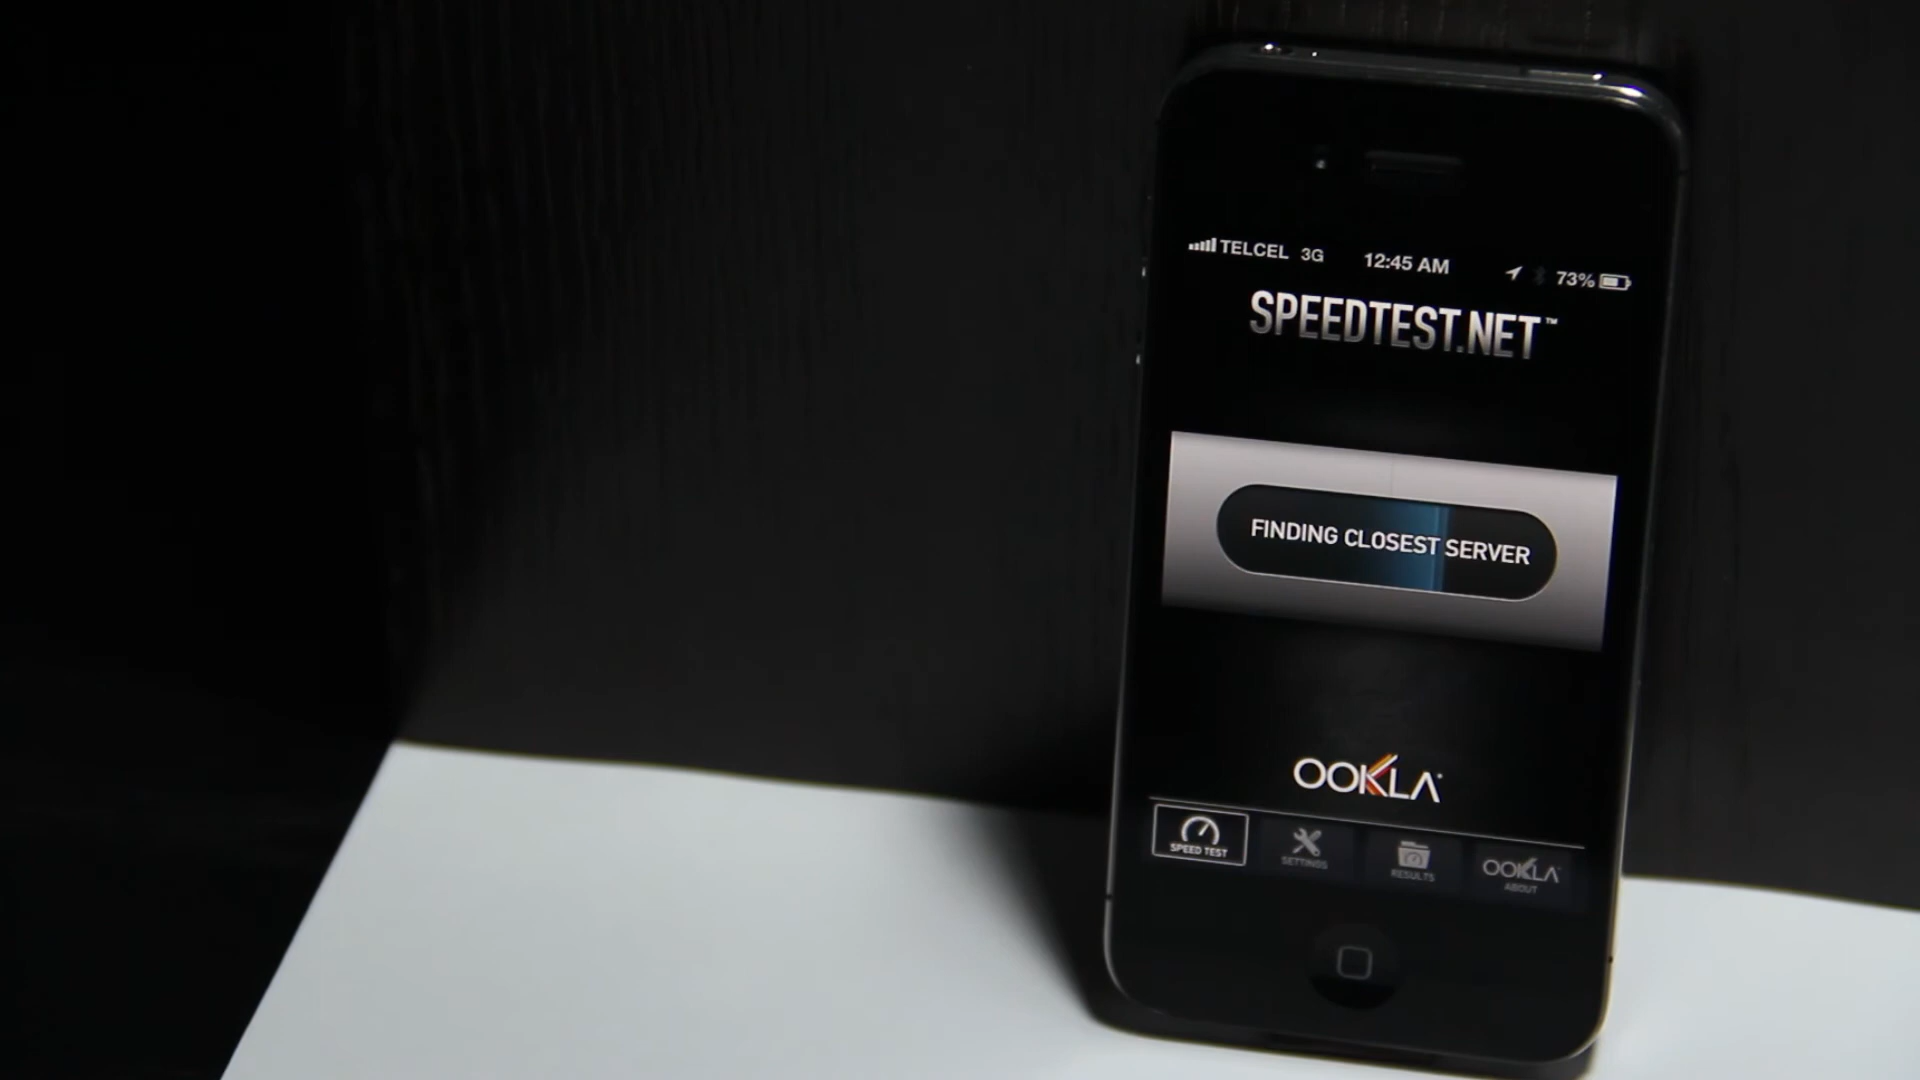 TELCEL 3G 12:45 AM 73%
SPEEDTEST.NET™
FINDING CLOSEST SERVER
OOKLA
SPEED TEST
SETTINGS
RESULTS
OOKLA
ABOUT